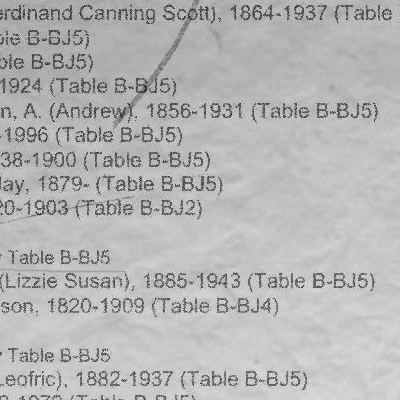 erdinand Canning Scott), 1864-1937 (Table
ble B-BJ5)
ble B-BJ5)
1924 (Table B-BJ5)
n, A. (Andrew), 1856-1931 (Table B-BJ5)
-1996 (Table B-BJ5)
38-1900 (Table B-BJ5)
Jay, 1879- (Table B-BJ5)
20-1903 (Table B-BJ2)
Table B-BJ5
(Lizzie Susan), 1885-1943 (Table B-BJ5)
son, 1820-1909 (Table B-BJ4)
Table B-BJ5
Leofric), 1882-1937 (Table B-BJ5)